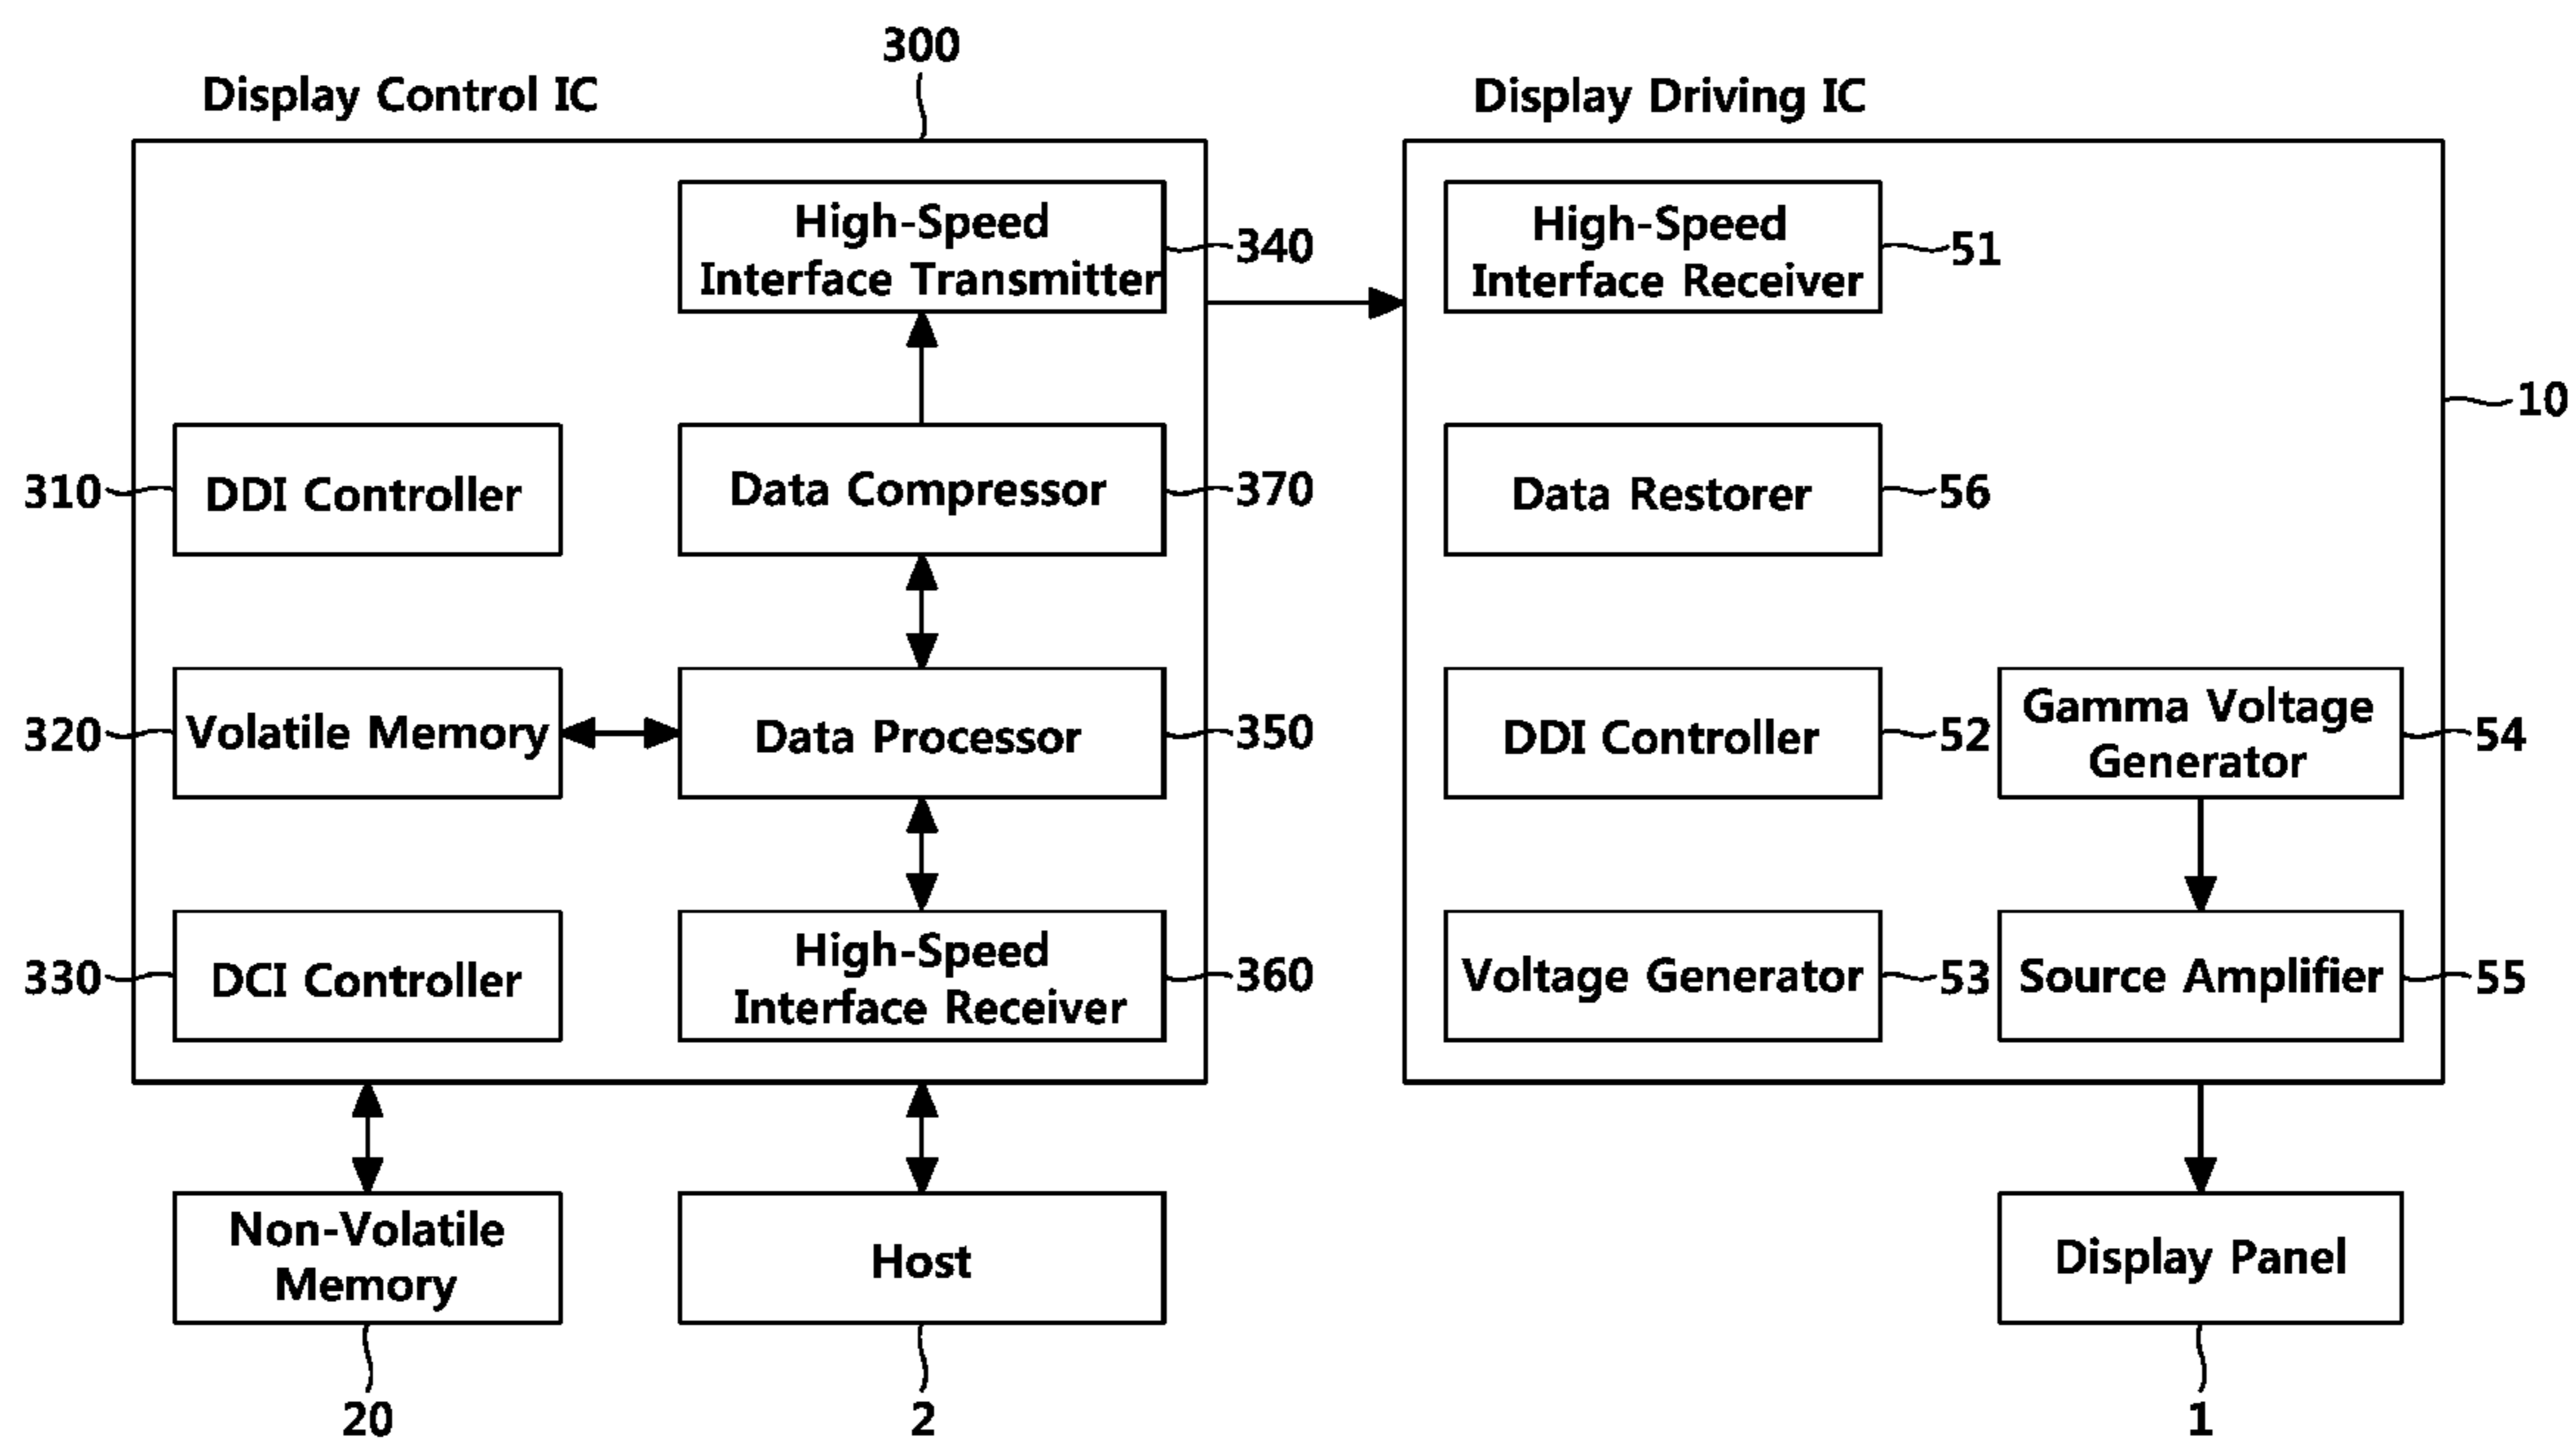 300
Display Control IC
Display Driving IC
High-Speed
Interface Transmitter
340
High-Speed
Interface Receiver
51
10
310
DDI Controller
Data Compressor
370
Data Restorer
56
320
Volatile Memory
Data Processor
350
DDI Controller
52
Gamma Voltage
Generator
54
330
DCI Controller
High-Speed
Interface Receiver
360
Voltage Generator
53
Source Amplifier
55
Non-Volatile
Memory
Host
Display Panel
20
2
1